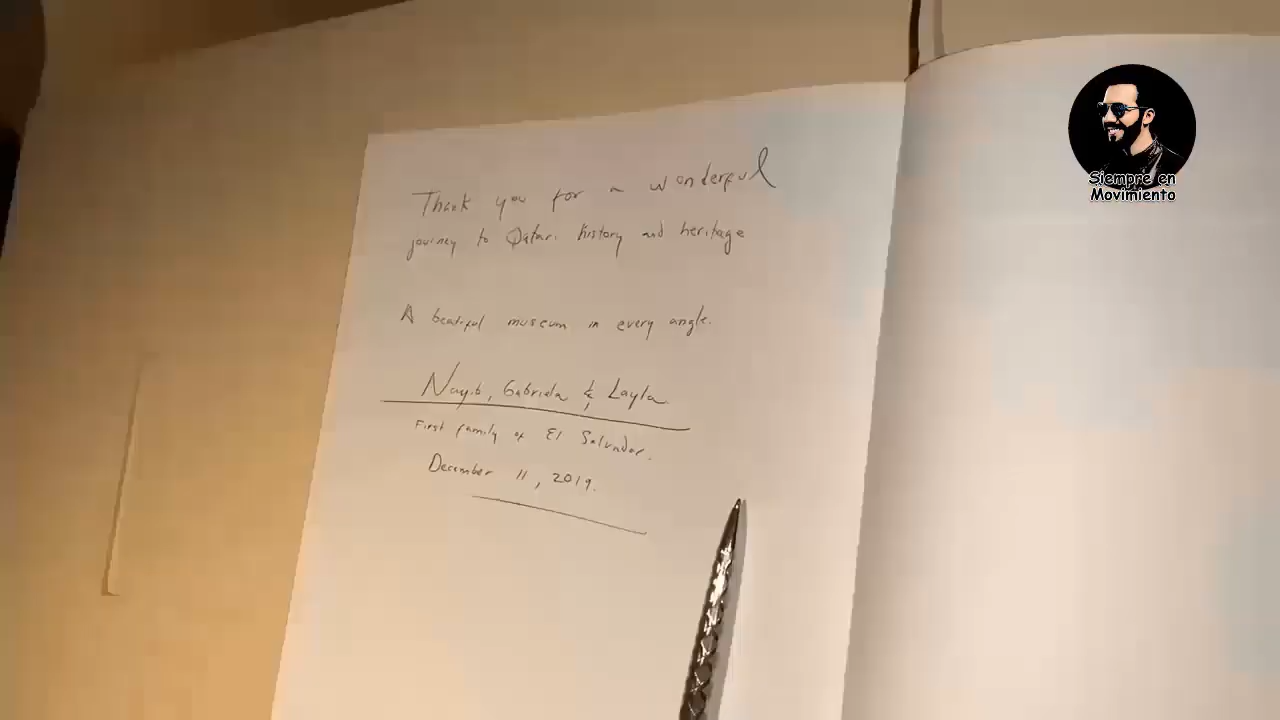 Thank you for a wonderful
journey to Qatari history and heritage
A beatiful museum in every angle.
Nayib, Gabriela & Layla.
First family of El Salvador.
December 11, 2019.
Siempre en
Movimiento